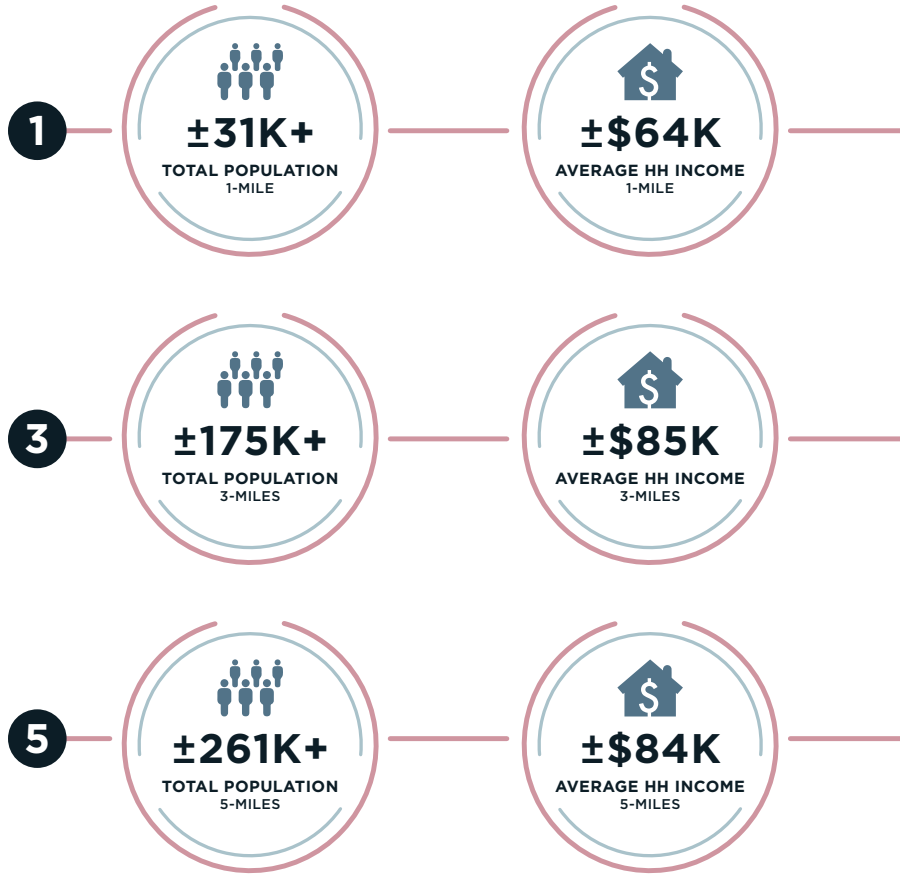 1
±31K+
TOTAL POPULATION
1-MILE
±$64K
AVERAGE HH INCOME
1-MILE
3
±175K+
TOTAL POPULATION
3-MILES
±$85K
AVERAGE HH INCOME
3-MILES
5
±261K+
TOTAL POPULATION
5-MILES
±$84K
AVERAGE HH INCOME
5-MILES